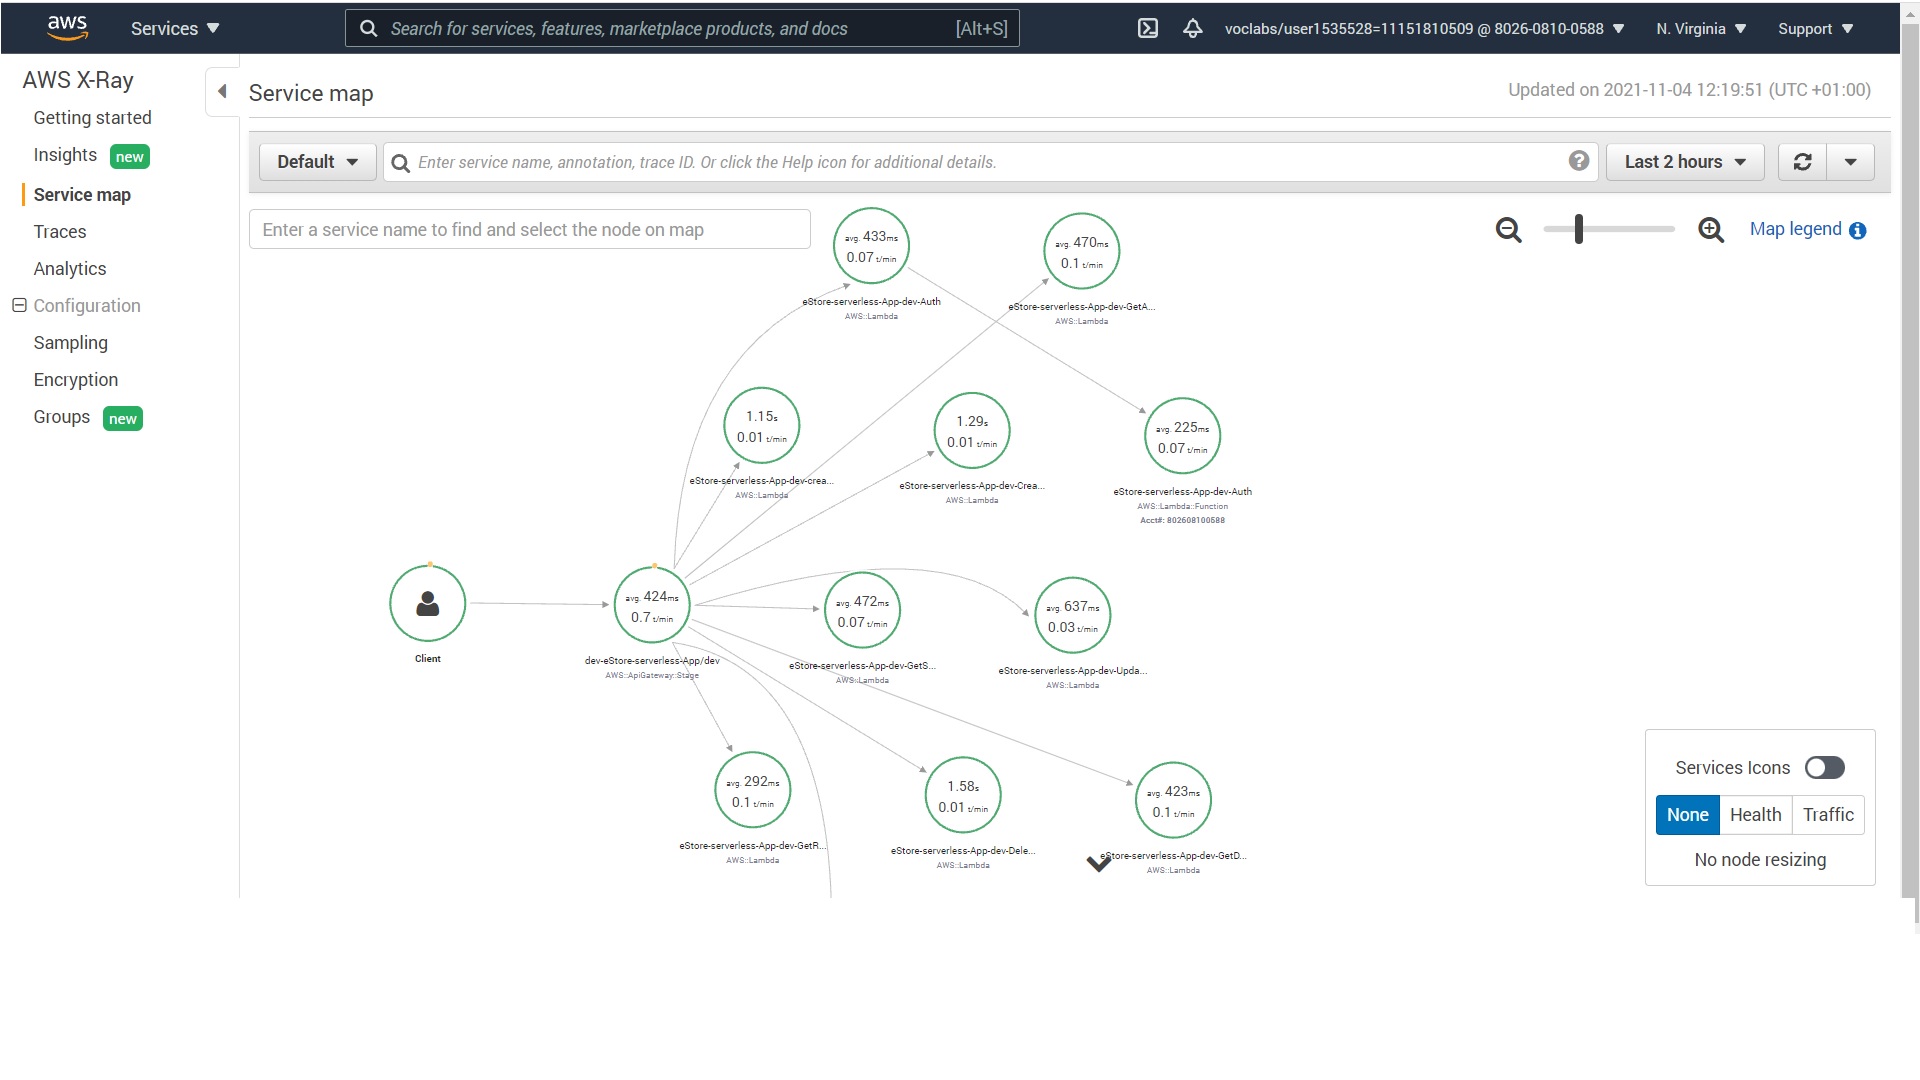 aws
Services
Search for services, features, marketplace products, and docs
[Alt+S]
voclabs/user1535528=11151810509 @ 8026-0810-0588
N. Virginia
Support
AWS X-Ray
Getting started
Insights new
Service map
Traces
Analytics
Configuration
Sampling
Encryption
Groups new
Service map
Updated on 2021-11-04 12:19:51 (UTC +01:00)
Default
Enter service name, annotation, trace ID. Or click the Help icon for additional details.
?
Last 2 hours
Enter a service name to find and select the node on map
Map legend i
avg. 433ms
0.07 t/min
eStore-serverless-App-dev-Auth
AWS::Lambda
avg. 470ms
0.1 t/min
eStore-serverless-App-dev-GetA...
AWS::Lambda
1.15s
0.01 t/min
eStore-serverless-App-dev-crea...
AWS::Lambda
1.29s
0.01 t/min
eStore-serverless-App-dev-Crea...
AWS::Lambda
avg. 225ms
0.07 t/min
eStore-serverless-App-dev-Auth
AWS::Lambda::Function
Acct#: 802608100588
Client
avg. 424ms
0.7 t/min
dev-eStore-serverless-App/dev
AWS::ApiGateway::Stage
avg. 472ms
0.07 t/min
eStore-serverless-App-dev-GetS...
AWS::Lambda
avg. 637ms
0.03 t/min
eStore-serverless-App-dev-Upda...
AWS::Lambda
avg. 292ms
0.1 t/min
eStore-serverless-App-dev-GetR...
AWS::Lambda
1.58s
0.01 t/min
eStore-serverless-App-dev-Dele...
AWS::Lambda
avg. 423ms
0.1 t/min
eStore-serverless-App-dev-GetD...
AWS::Lambda
Services Icons
None
Health
Traffic
No node resizing